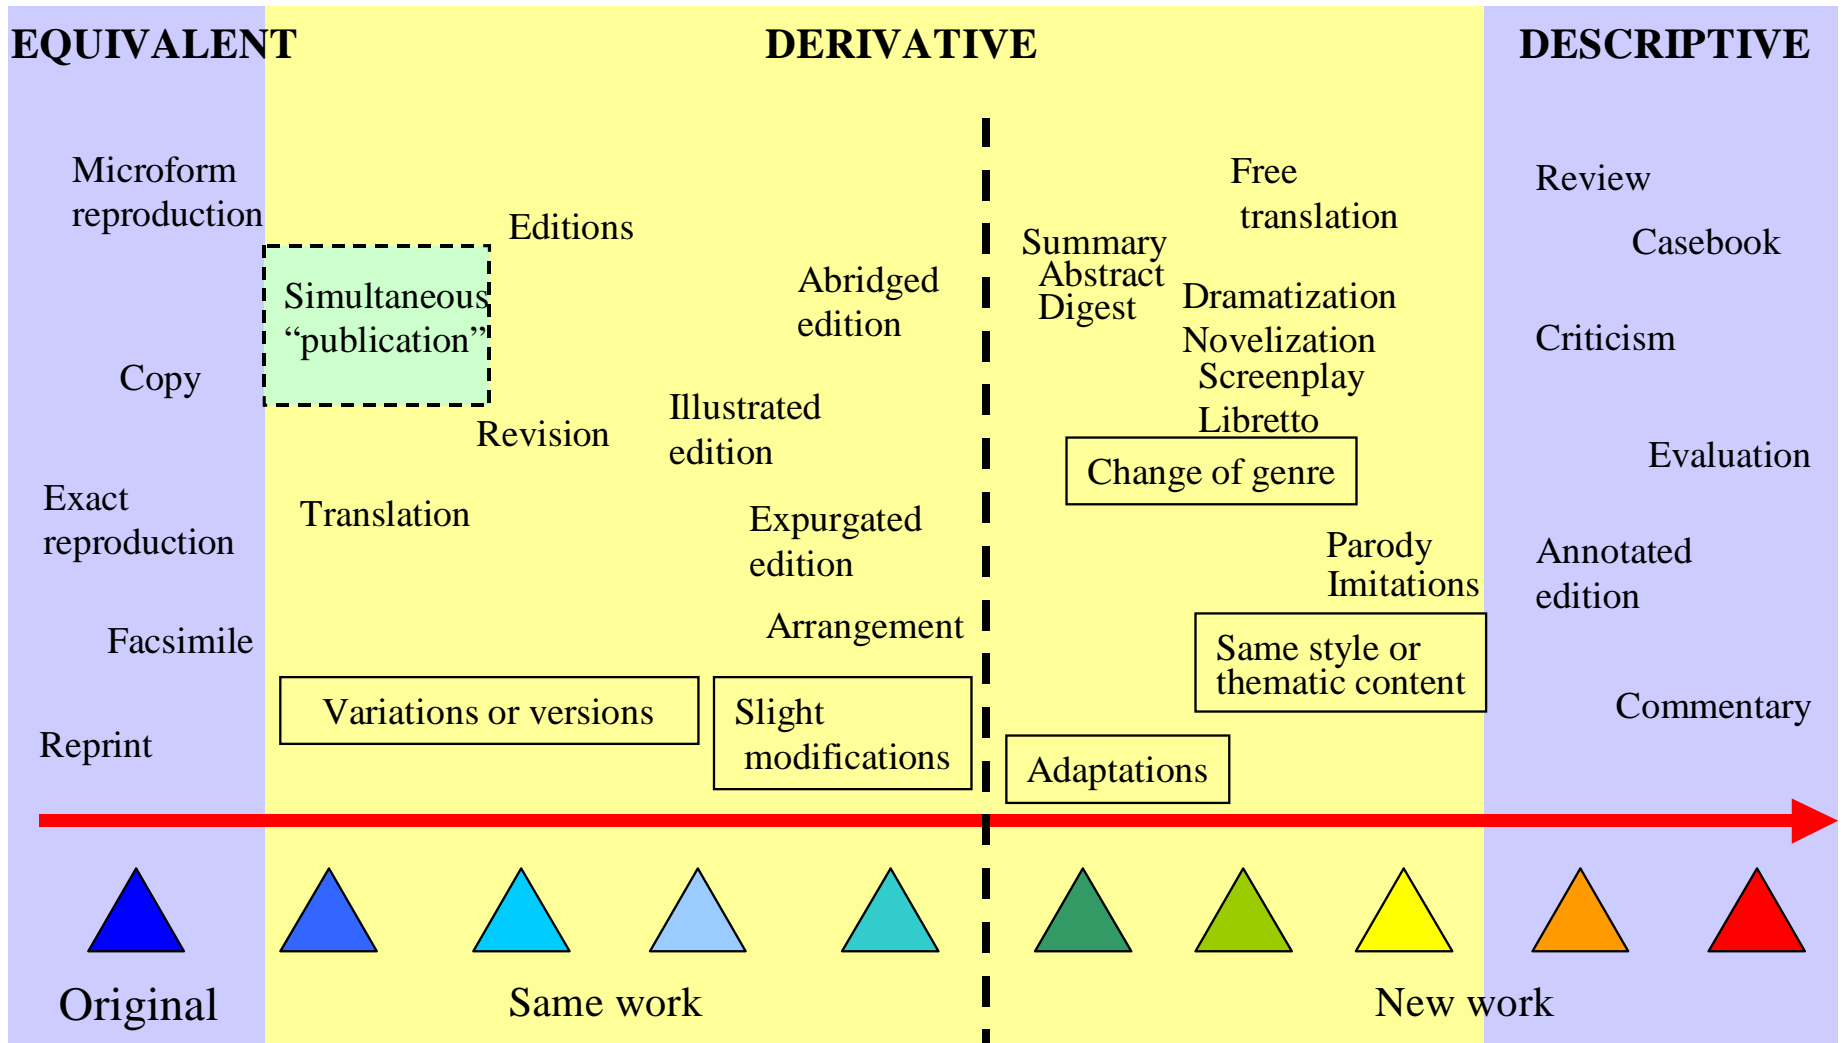 EQUIVALENT
DERIVATIVE
DESCRIPTIVE
Microform
reproduction
Copy
Exact
reproduction
Facsimile
Reprint
Simultaneous
“publication”
Editions
Revision
Translation
Abridged
edition
Illustrated
edition
Expurgated
edition
Arrangement
Variations or versions
Slight
modifications
Free
translation
Summary
Abstract
Digest
Dramatization
Novelization
Screenplay
Libretto
Change of genre
Parody
Imitations
Same style or
thematic content
Adaptations
Review
Casebook
Criticism
Evaluation
Annotated
edition
Commentary
Original
Same work
New work